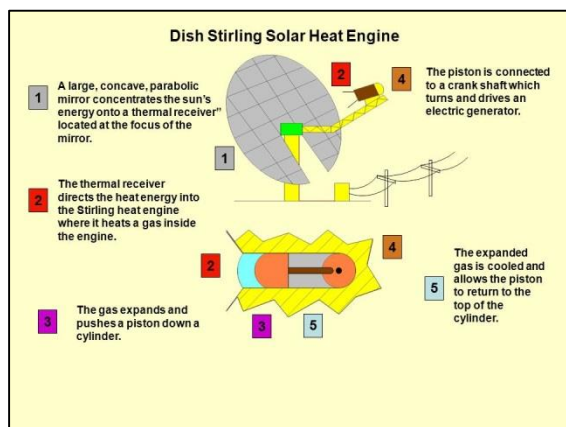 Dish Stirling Solar Heat Engine
1
A large, concave, parabolic
mirror concentrates the sun's
energy onto a thermal receiver"
located at the focus of the
mirror.
2
The thermal receiver
directs the heat energy into
the Stirling heat engine
where it heats a gas inside
the engine.
3
The gas expands and
pushes a piston down a
cylinder.
2
4
The piston is connected
to a crank shaft which
turns and drives an
electric generator.
1
2
4
3
5
5
The expanded
gas is cooled and
allows the piston
to return to the
top of the
cylinder.